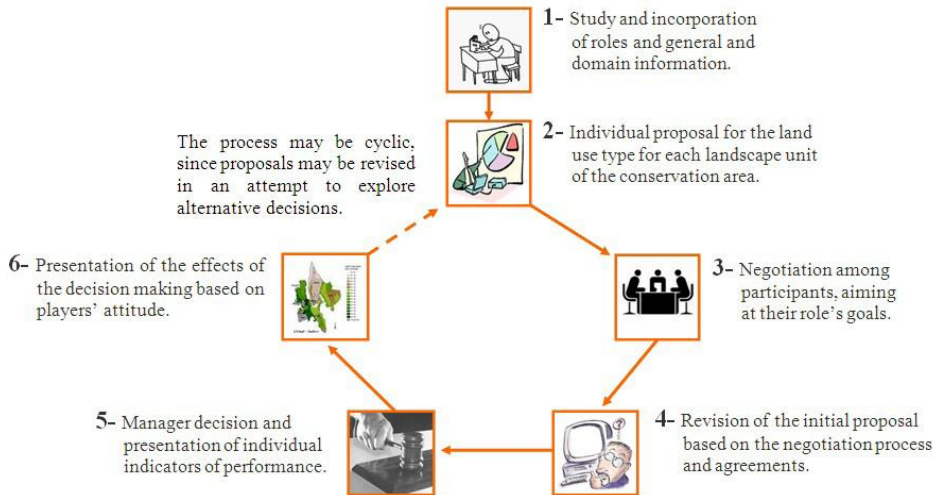 1- Study and incorporation
of roles and general and
domain information.
The process may be cyclic,
since proposals may be revised
in an attempt to explore
alternative decisions.
2- Individual proposal for the land
use type for each landscape unit
of the conservation area.
6- Presentation of the effects of
the decision making based on
players’ attitude.
3- Negotiation among
participants, aiming
at their role’s goals.
5- Manager decision and
presentation of individual
indicators of performance.
4- Revision of the initial proposal
based on the negotiation process
and agreements.